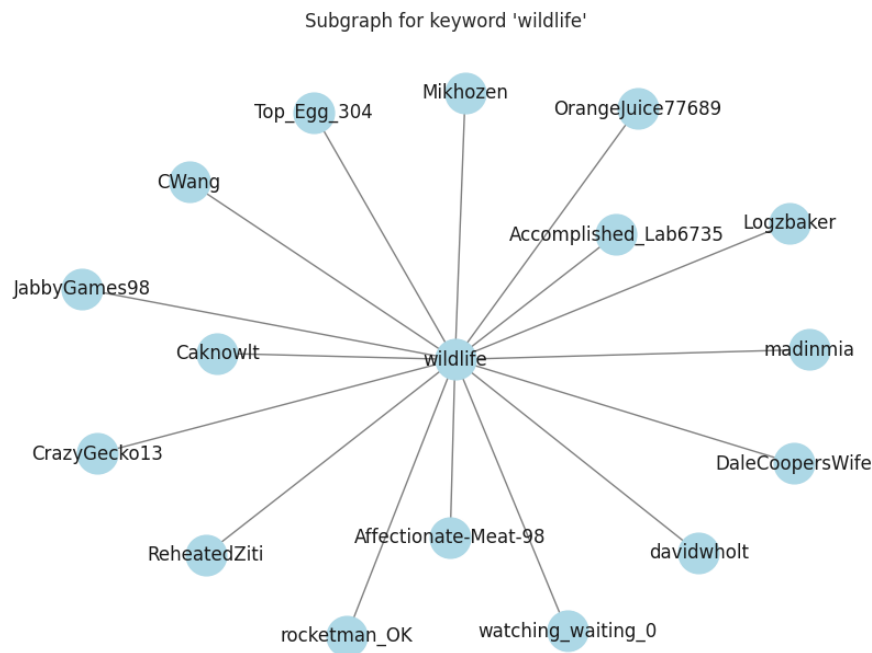 Subgraph for keyword 'wildlife'
Mikhozen
OrangeJuice77689
Top_Egg_304
CWang
Logzbaker
Accomplished_Lab6735
JabbyGames98
madinmia
Caknowlt
wildlife
CrazyGecko13
DaleCoopersWife
Affectionate-Meat-98
davidwholt
ReheatedZiti
watching_waiting_0
rocketman_OK